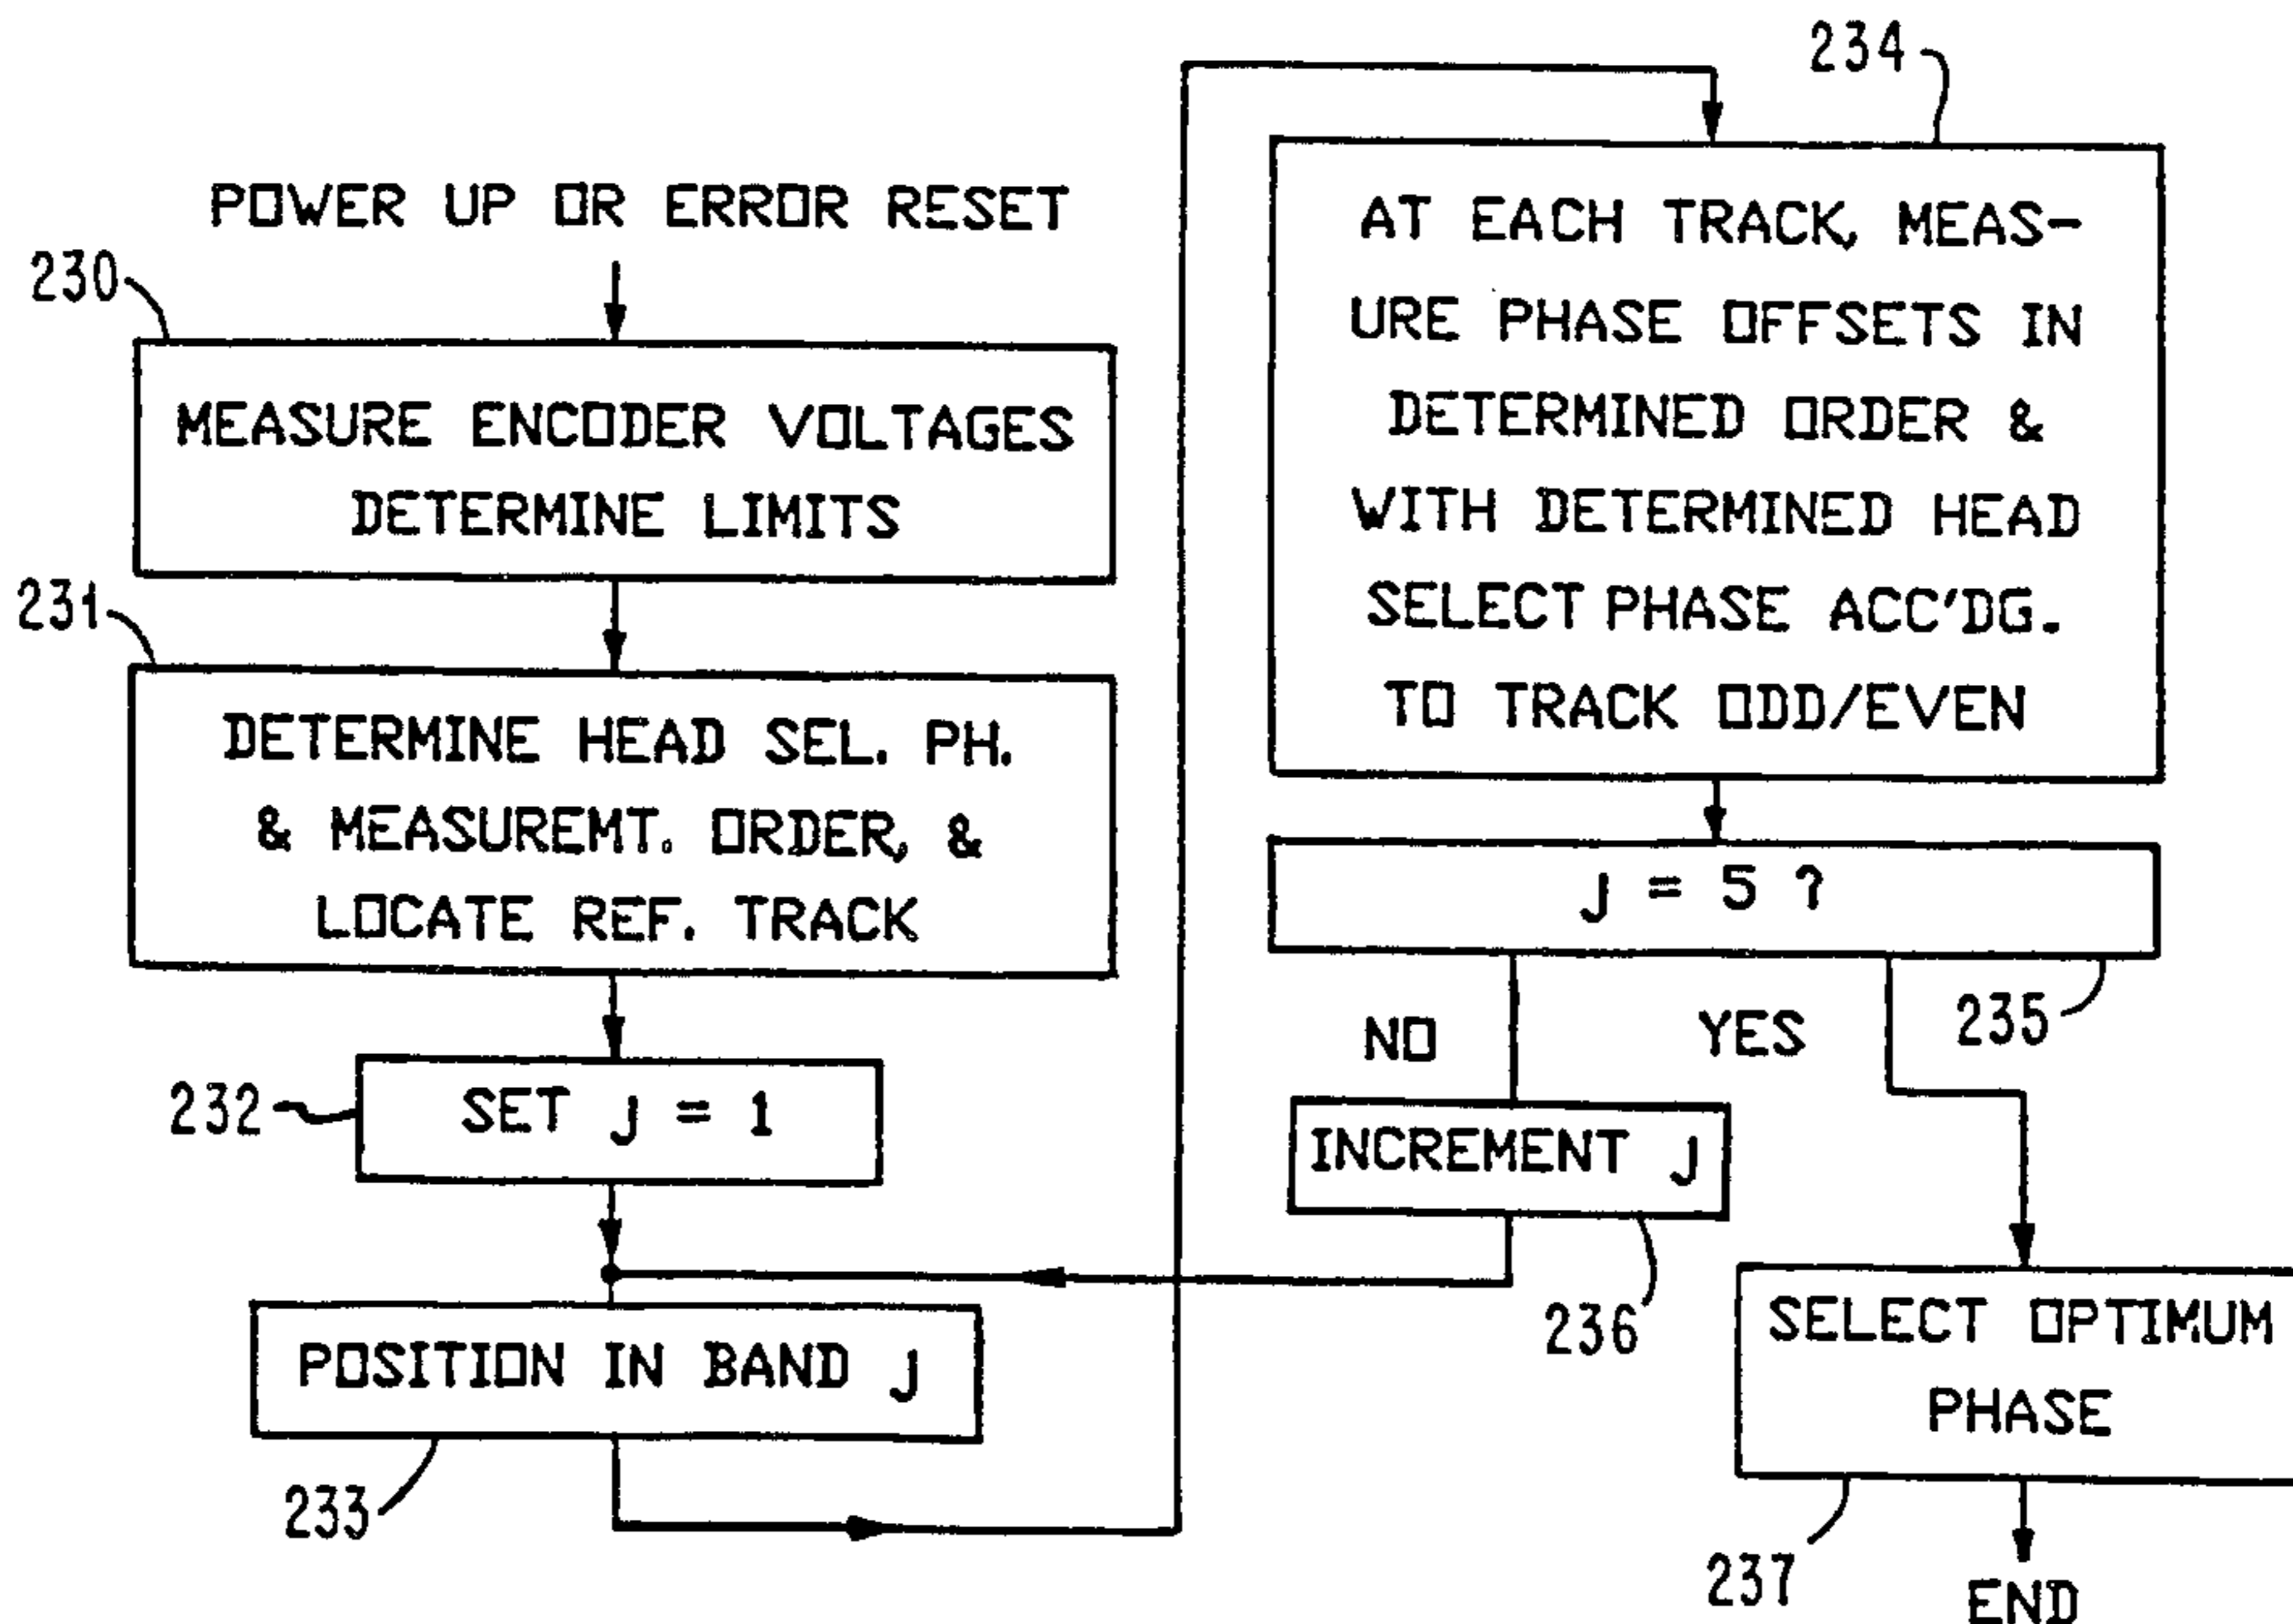 POWER UP OR ERROR RESET
230
MEASURE ENCODER VOLTAGES
DETERMINE LIMITS
231
DETERMINE HEAD SEL. PH.
& MEASUREMT. ORDER, &
LOCATE REF. TRACK
232
SET J = 1
POSITION IN BAND J
233
234
AT EACH TRACK, MEAS-
URE PHASE OFFSETS IN
DETERMINED ORDER &
WITH DETERMINED HEAD
SELECT PHASE ACC'DG.
TO TRACK ODD/EVEN
J = 5 ?
235
NO
YES
INCREMENT J
236
SELECT OPTIMUM
PHASE
237
END